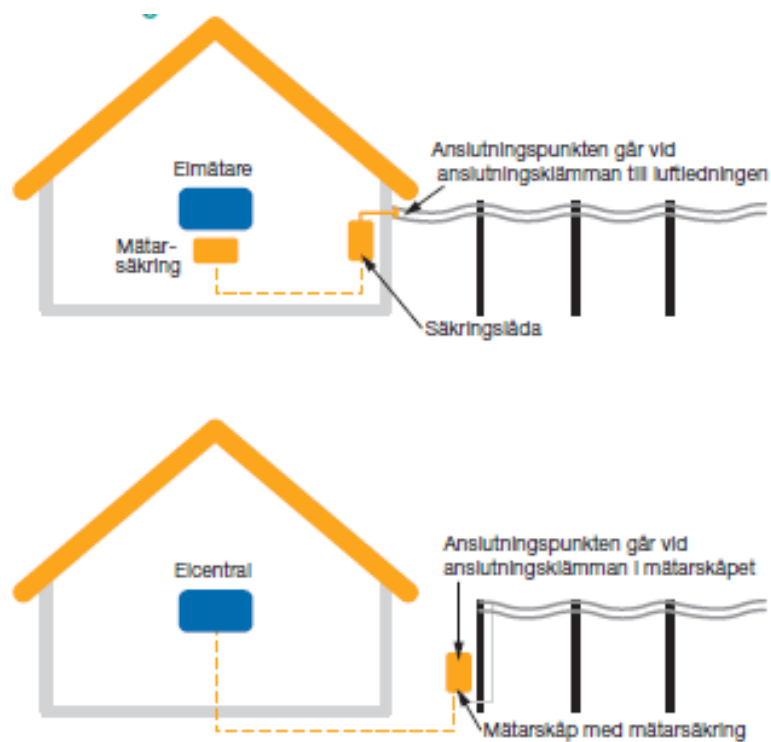 Anslutningspunkten går vid
anslutningsklämman till luftledningen
Elmätare
Mätar-
säkring
Säkringslåda
Anslutningspunkten går vid
anslutningsklämman i mätarskåpet
Elcentral
Mätarskåp med mätarsäkring